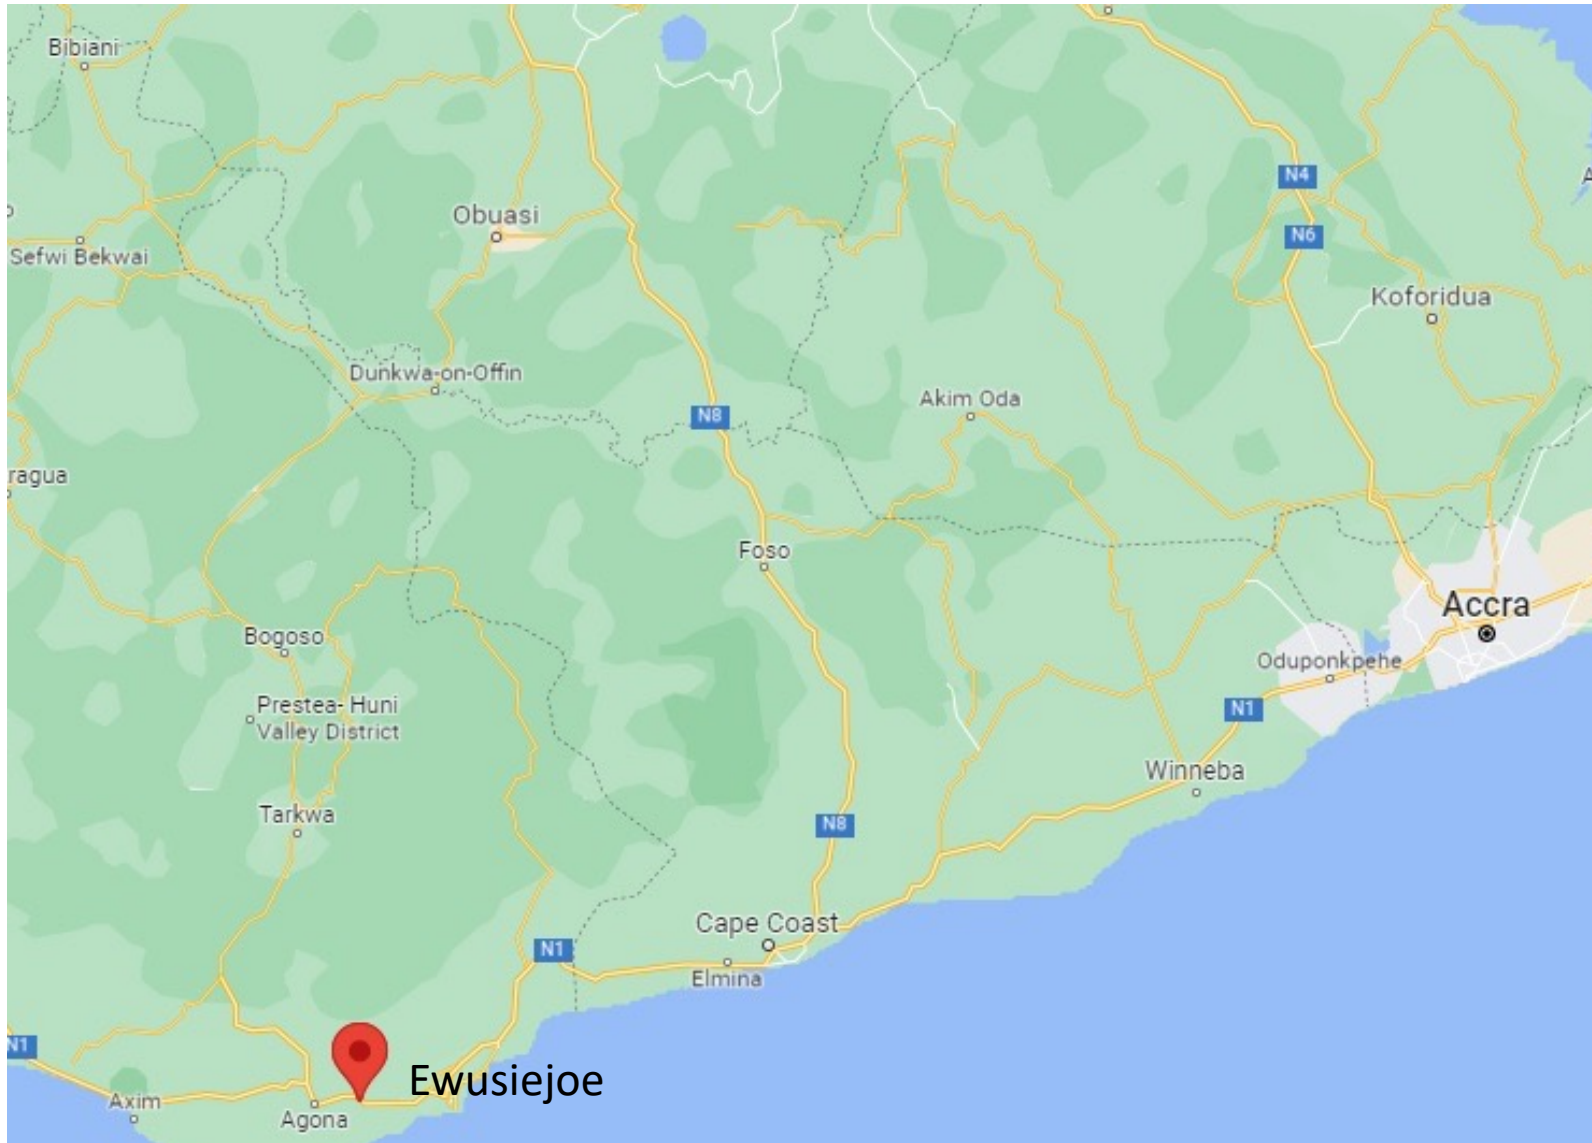 Bibiani
N4
A
Obuasi
N6
Sefwi Bekwai
Koforidua
Dunkwa-on-Offin
Akim Oda
N8
ragua
Foso
Accra
Bogoso
Oduponkpehe
Prestea- Huni
Valley District
N1
Winneba
Tarkwa
N8
Cape Coast
N1
Elmina
N1
Ewusiejoe
Axim
Agona